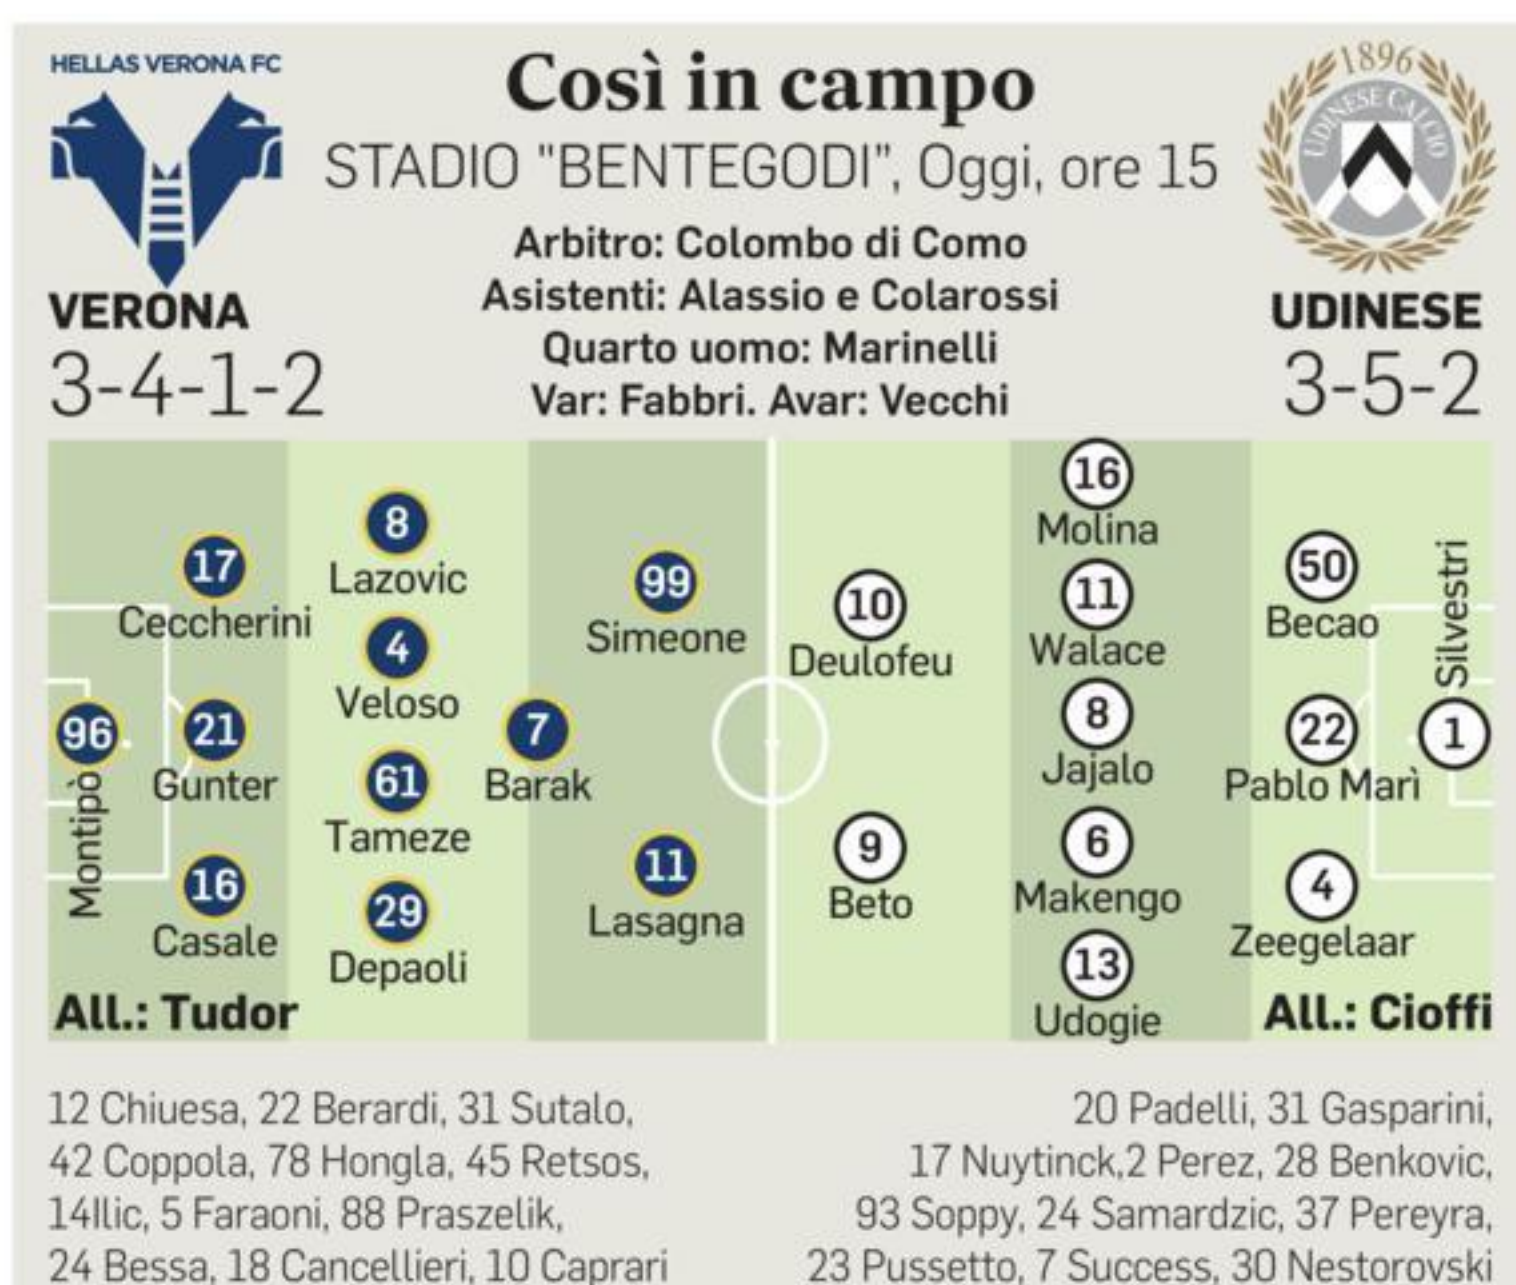 HELLAS VERONA FC
Così in campo
STADIO "BENTEGODI", Oggi, ore 15
1896
UDINESE CALCIO
Arbitro: Colombo di Como
Asistenti: Alassio e Colarossi
Quarto uomo: Marinelli
Var: Fabbri. Avar: Vecchi
VERONA
3-4-1-2
UDINESE
3-5-2
96
Montipò
17
Ceccherini
21
Gunter
16
Casale
8
Lazovic
4
Veloso
61
Tameze
29
Depaoli
7
Barak
99
Simeone
11
Lasagna
All.: Tudor
10
Deulofeu
9
Beto
16
Molina
11
Walace
8
Jajalo
6
Makengo
13
Udogie
50
Becao
22
Pablo Marì
4
Zeegelaar
Silvestri
1
All.: Cioffi
12 Chiuesa, 22 Berardi, 31 Sutalo,
42 Coppola, 78 Hongla, 45 Retsos,
14Ilic, 5 Faraoni, 88 Praszelik,
24 Bessa, 18 Cancellieri, 10 Caprari
20 Padelli, 31 Gasparini,
17 Nuytinck,2 Perez, 28 Benkovic,
93 Soppy, 24 Samardzic, 37 Pereyra,
23 Pussetto, 7 Success, 30 Nestorovski